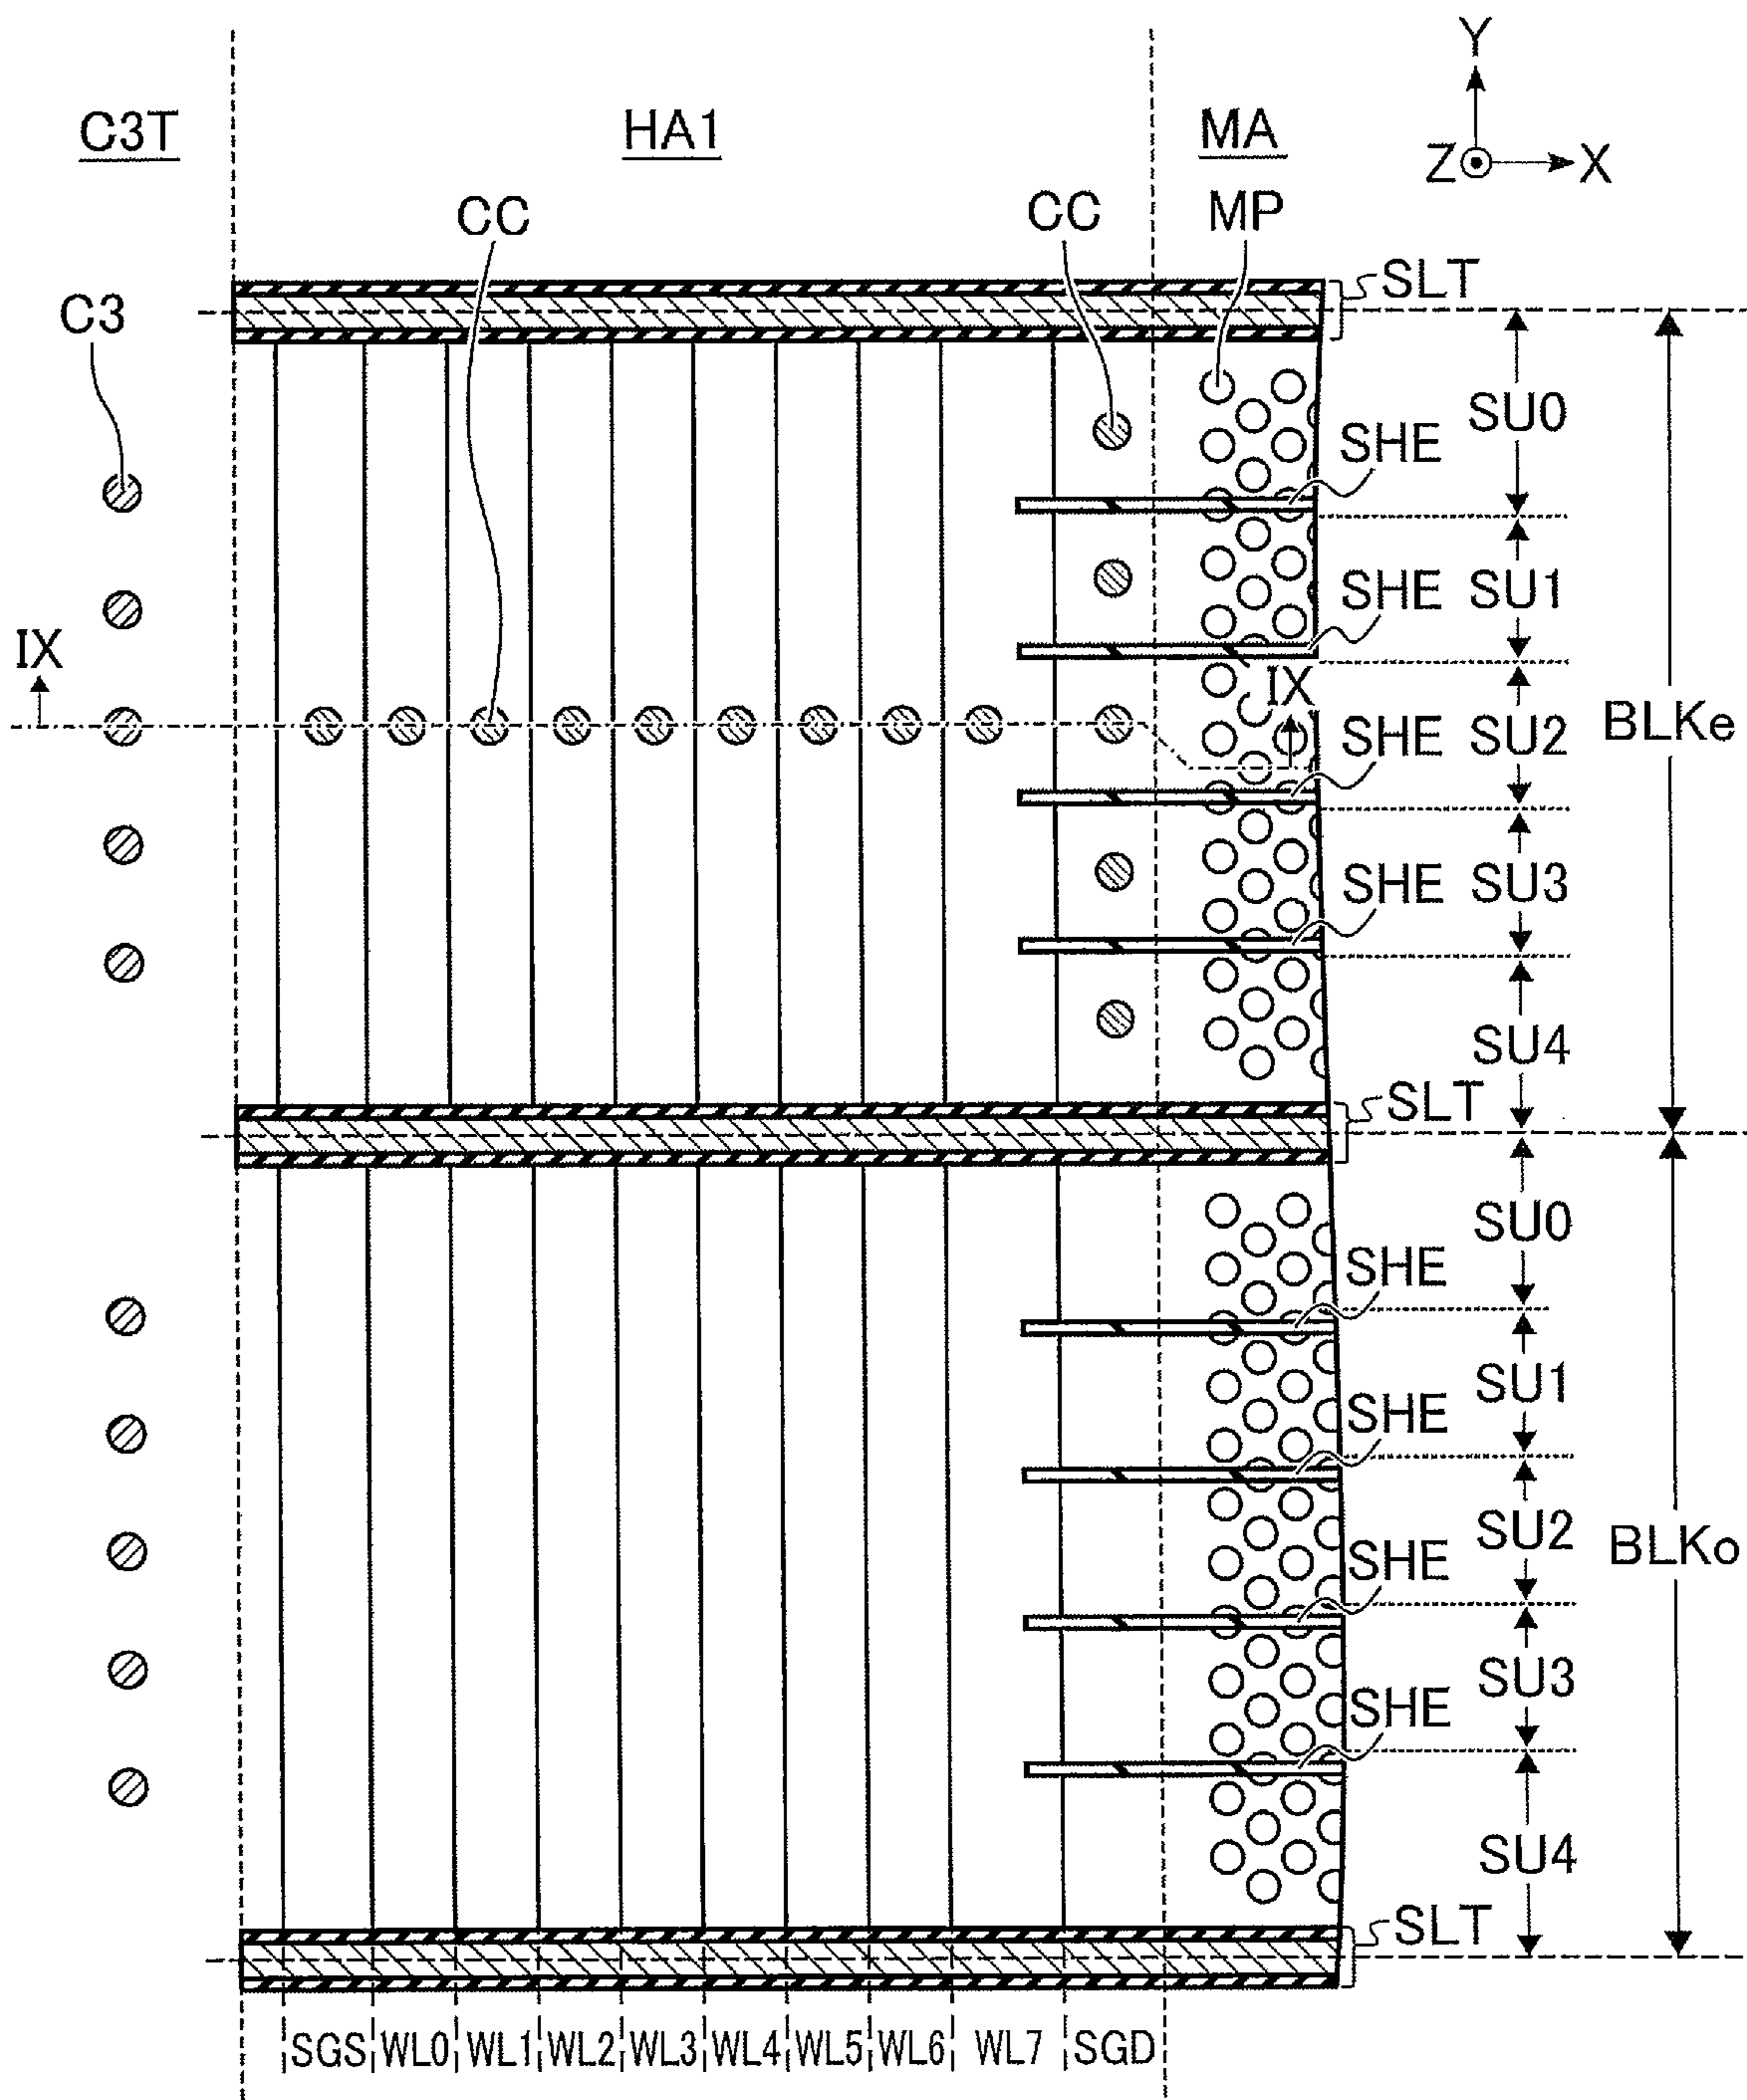 Y
C3T HA1 MA
Z X
CC CC MP
SLT
C3
SU0
SHE
SHE SU1
IX
IX
SHE SU2 BLKe
SHE SU3
SU4
SLT
SU0
SHE
SU1
SHE
SU2
BLKo
SHE
SU3
SHE
SU4
SLT
SGS WL0 WL1 WL2 WL3 WL4 WL5 WL6 WL7 SGD